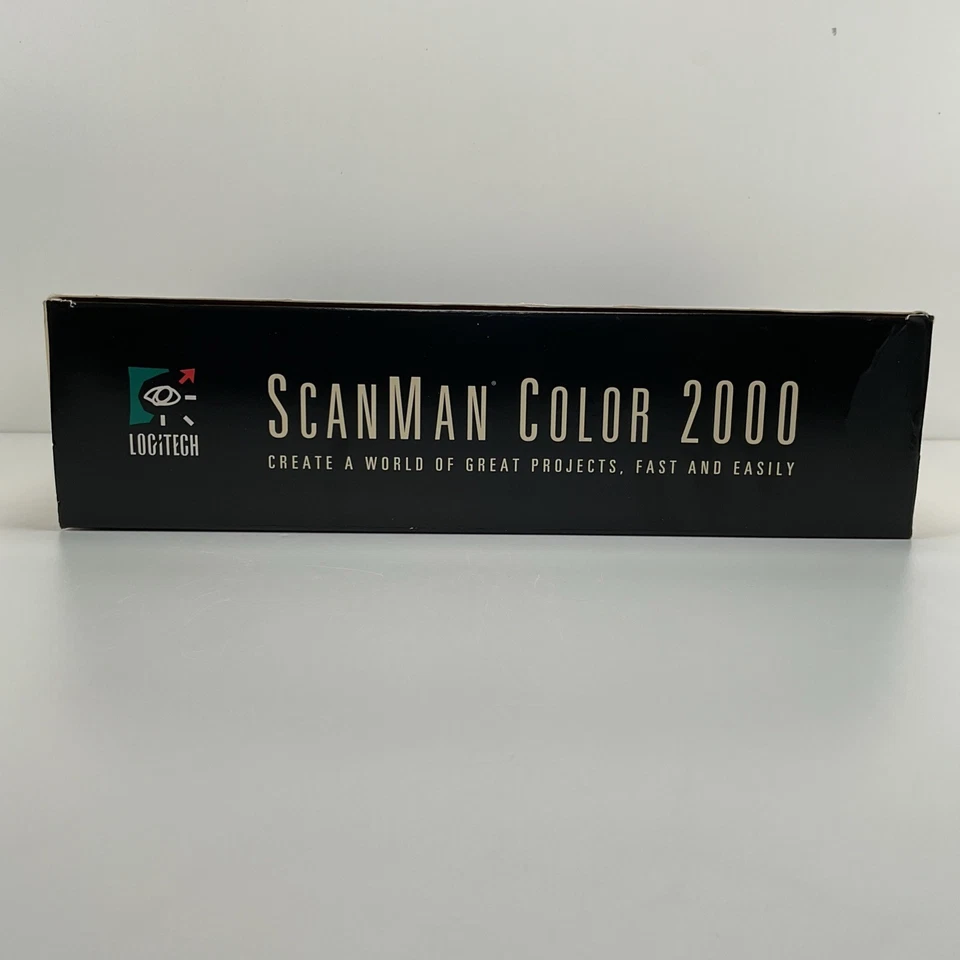 LOGITECH
SCANMAN® COLOR 2000
CREATE A WORLD OF GREAT PROJECTS, FAST AND EASILY